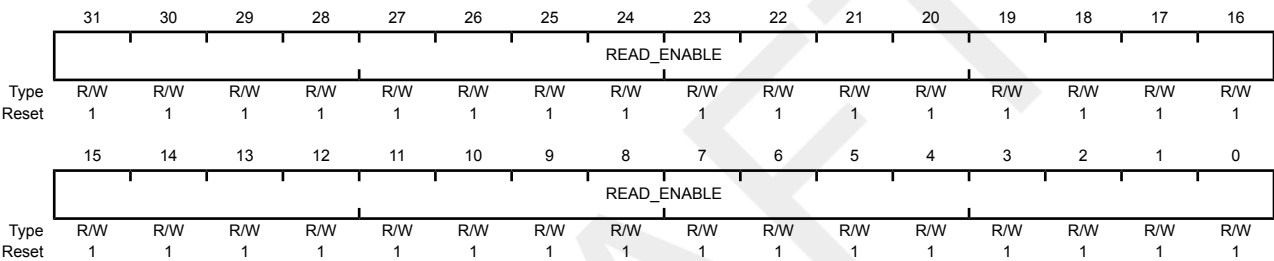 31 30 29 28 27 26 25 24 23 22 21 20 19 18 17 16
READ_ENABLE
Type R/W R/W R/W R/W R/W R/W R/W R/W R/W R/W R/W R/W R/W R/W R/W R/W
Reset 1 1 1 1 1 1 1 1 1 1 1 1 1 1 1 1
15 14 13 12 11 10 9 8 7 6 5 4 3 2 1 0
READ_ENABLE
Type R/W R/W R/W R/W R/W R/W R/W R/W R/W R/W R/W R/W R/W R/W R/W R/W
Reset 1 1 1 1 1 1 1 1 1 1 1 1 1 1 1 1